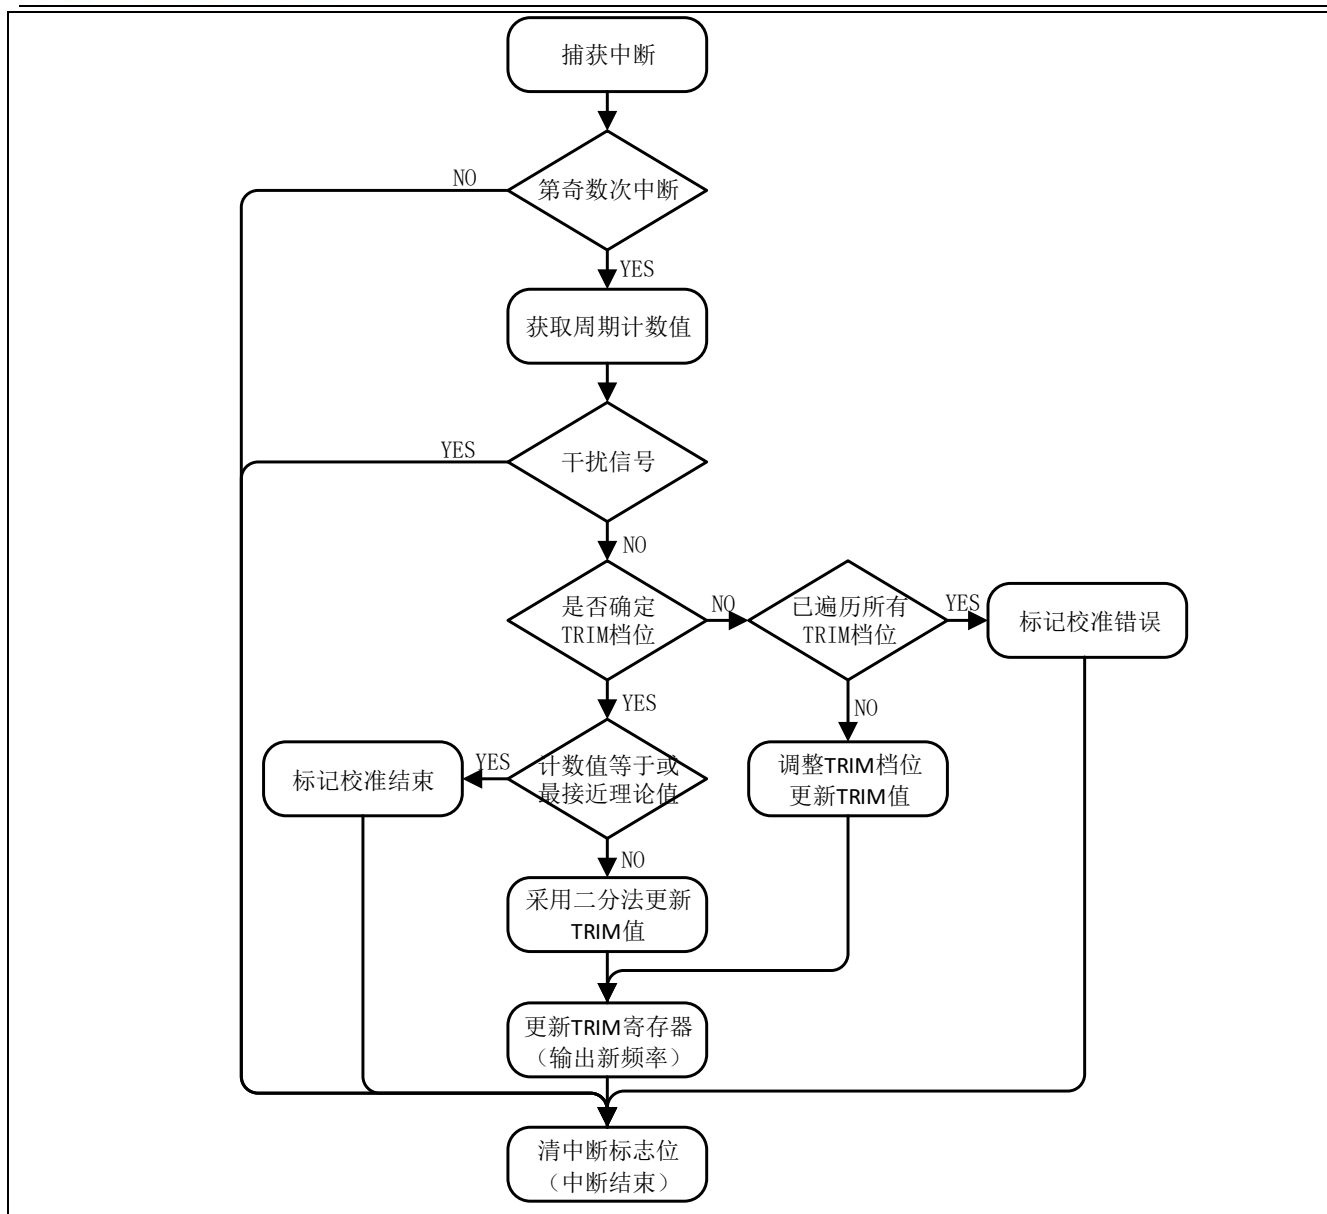 捕获中断
NO
第奇数次中断
YES
获取周期计数值
YES
干扰信号
NO
是否确定
TRIM档位
NO
已遍历所有
TRIM档位
YES
标记校准错误
YES
NO
标记校准结束
YES
计数值等于或
最接近理论值
调整TRIM档位
更新TRIM值
NO
采用二分法更新
TRIM值
更新TRIM寄存器
（输出新频率）
清中断标志位
（中断结束）